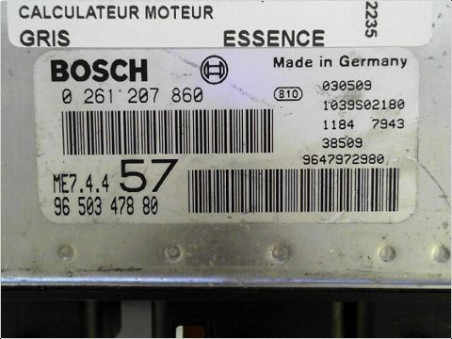 CALCULATEUR MOTEUR
GRIS ESSENCE
2235
BOSCH Made in Germany
0 261 207 860 810 030509
1039S02180
1184 7943
38509
ME7.4.4 57 9647972980
96 503 478 80